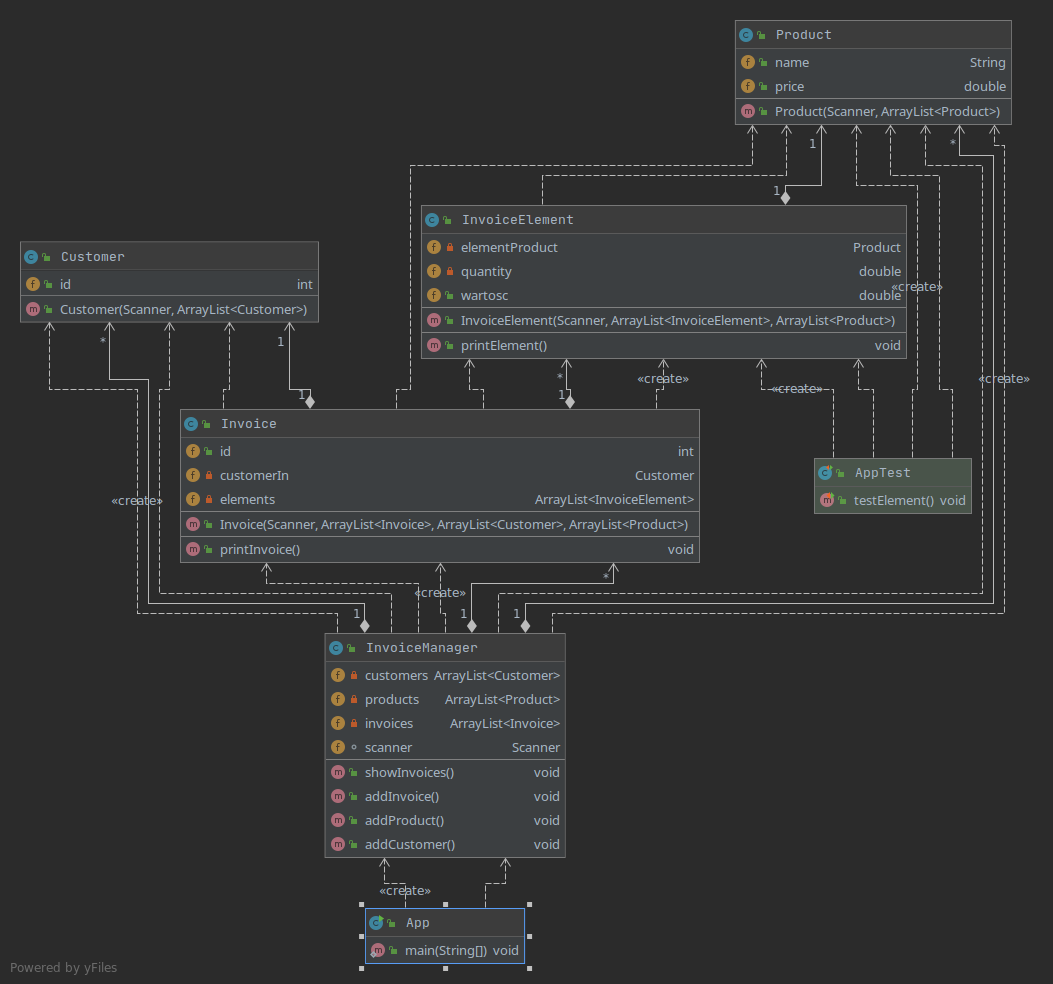 Product
name String
price double
Product(Scanner, ArrayList<Product>)
* 1
1
InvoiceElement
elementProduct Product
quantity double
wartosc double
InvoiceElement(Scanner, ArrayList<InvoiceElement>, ArrayList<Product>)
printElement() void
Customer
id int
Customer(Scanner, ArrayList<Customer>)
«create»
* 1
1
* 
1
«create»
«create»
«create»
Invoice
id int
customerIn Customer
elements ArrayList<InvoiceElement>
Invoice(Scanner, ArrayList<Invoice>, ArrayList<Customer>, ArrayList<Product>)
printInvoice() void
AppTest
testElement() void
«create»
*
«create»
1 1 1
InvoiceManager
customers ArrayList<Customer>
products ArrayList<Product>
invoices ArrayList<Invoice>
scanner Scanner
showInvoices() void
addInvoice() void
addProduct() void
addCustomer() void
«create»
App
main(String[]) void
Powered by yFiles